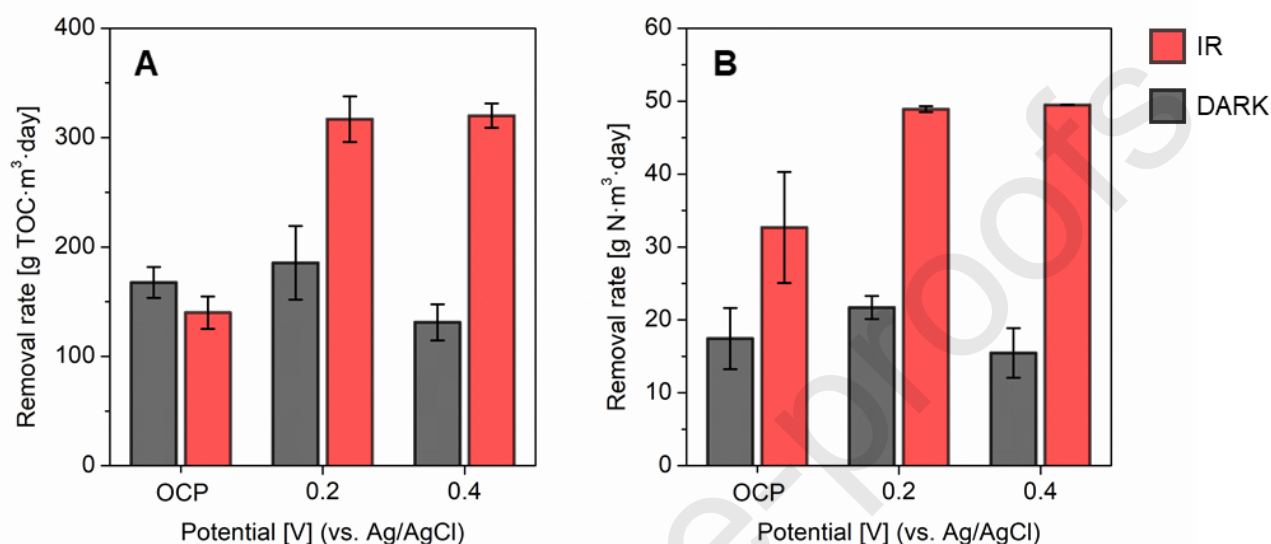 A
400
300
200
100
0
Removal rate [g TOC·m³·day]
OCP
0.2
0.4
Potential [V] (vs. Ag/AgCl)
B
60
50
40
30
20
10
0
Removal rate [g N·m³·day]
OCP
0.2
0.4
Potential [V] (vs. Ag/AgCl)
IR
DARK
e-proofs